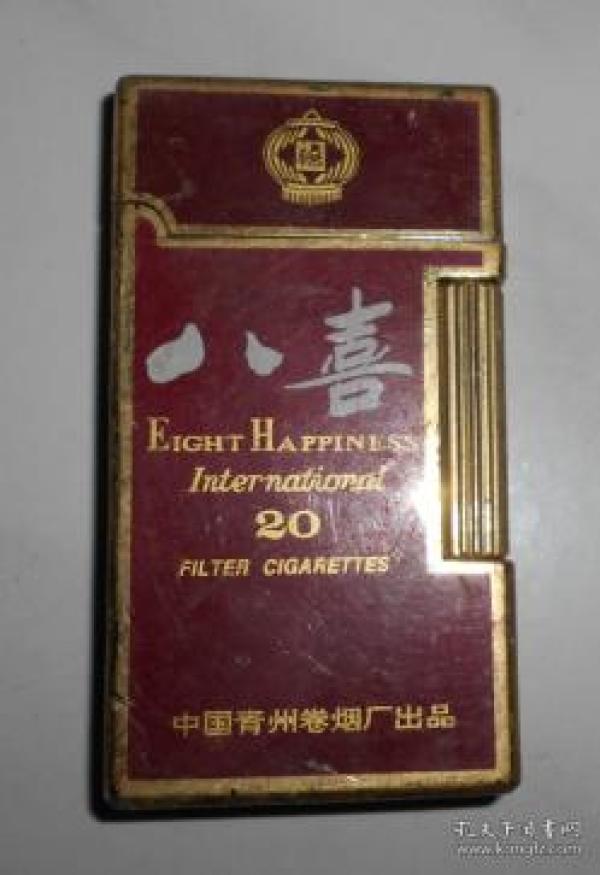 八喜
EIGHT HAPPINESS
International
20
FILTER CIGARETTES
中国青州卷烟厂出品
孔夫子旧书网
www.kongfz.com